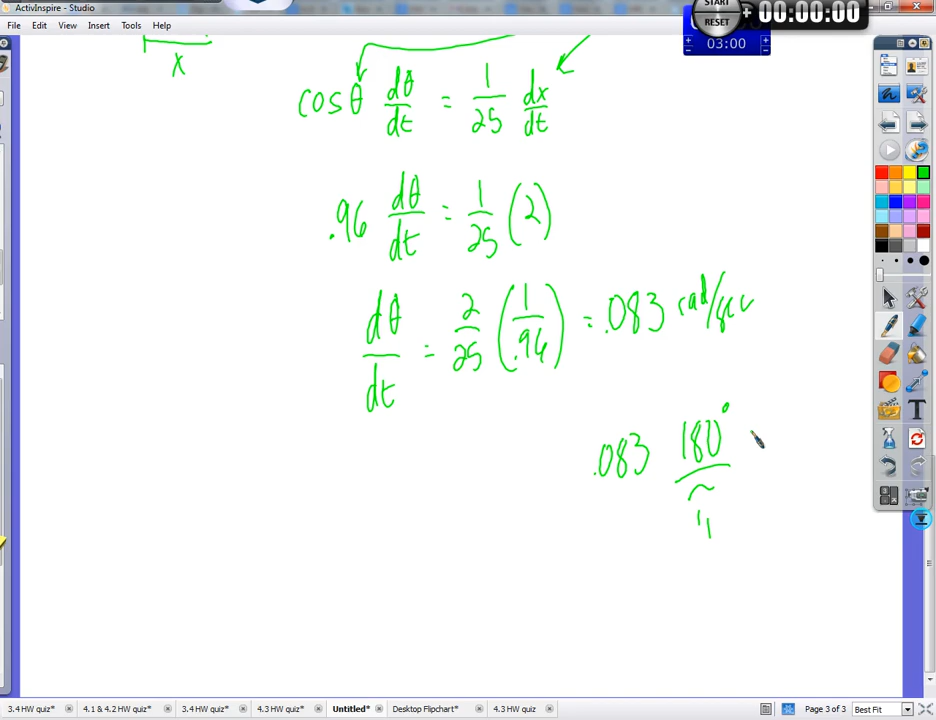 ActivInspire - Studio
START
RESET
+ 00:00:00
03:00
File Edit View Insert Tools Help
x
cosθ dθ/dt = 1/25 dx/dt
.96 dθ/dt = 1/25 (2)
dθ/dt = 2/25 (1/.96) = .083 rad/sec
.083 180°/π
3.4 HW quiz* 4.1 & 4.2 HW quiz* 3.4 HW quiz* 4.3 HW quiz* Untitled* Desktop Flipchart* 4.3 HW quiz Page 3 of 3 Best Fit